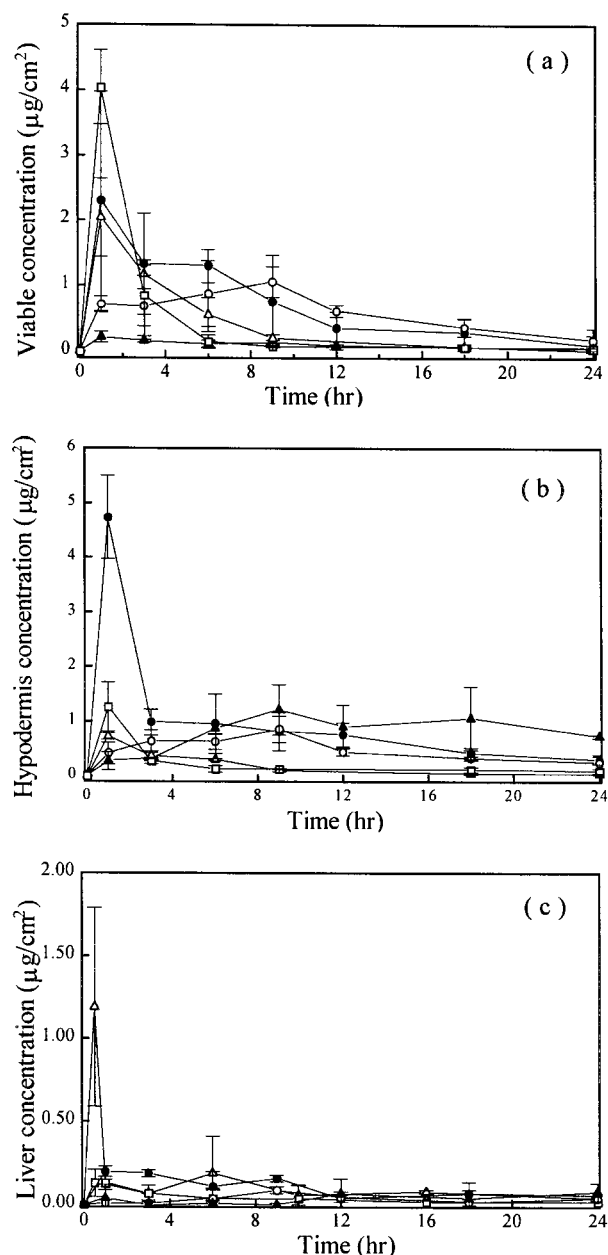 ( a )
Viable concentration (µg/cm²)
5
4
3
2
1
0
0 4 8 12 16 20 24
Time (hr)
( b )
Hypodermis concentration (µg/cm²)
6
5
4
3
2
1
0
0 4 8 12 16 20 24
Time (hr)
( c )
Liver concentration (µg/cm²)
2.00
1.50
1.00
0.50
0.00
0 4 8 12 16 20 24
Time (hr)